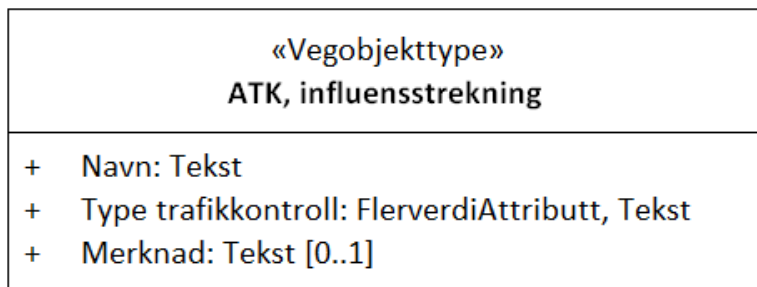 «Vegobjekttype»
ATK, influensstrekning
+ Navn: Tekst
+ Type trafikkontroll: FlerverdiAttributt, Tekst
+ Merknad: Tekst [0..1]